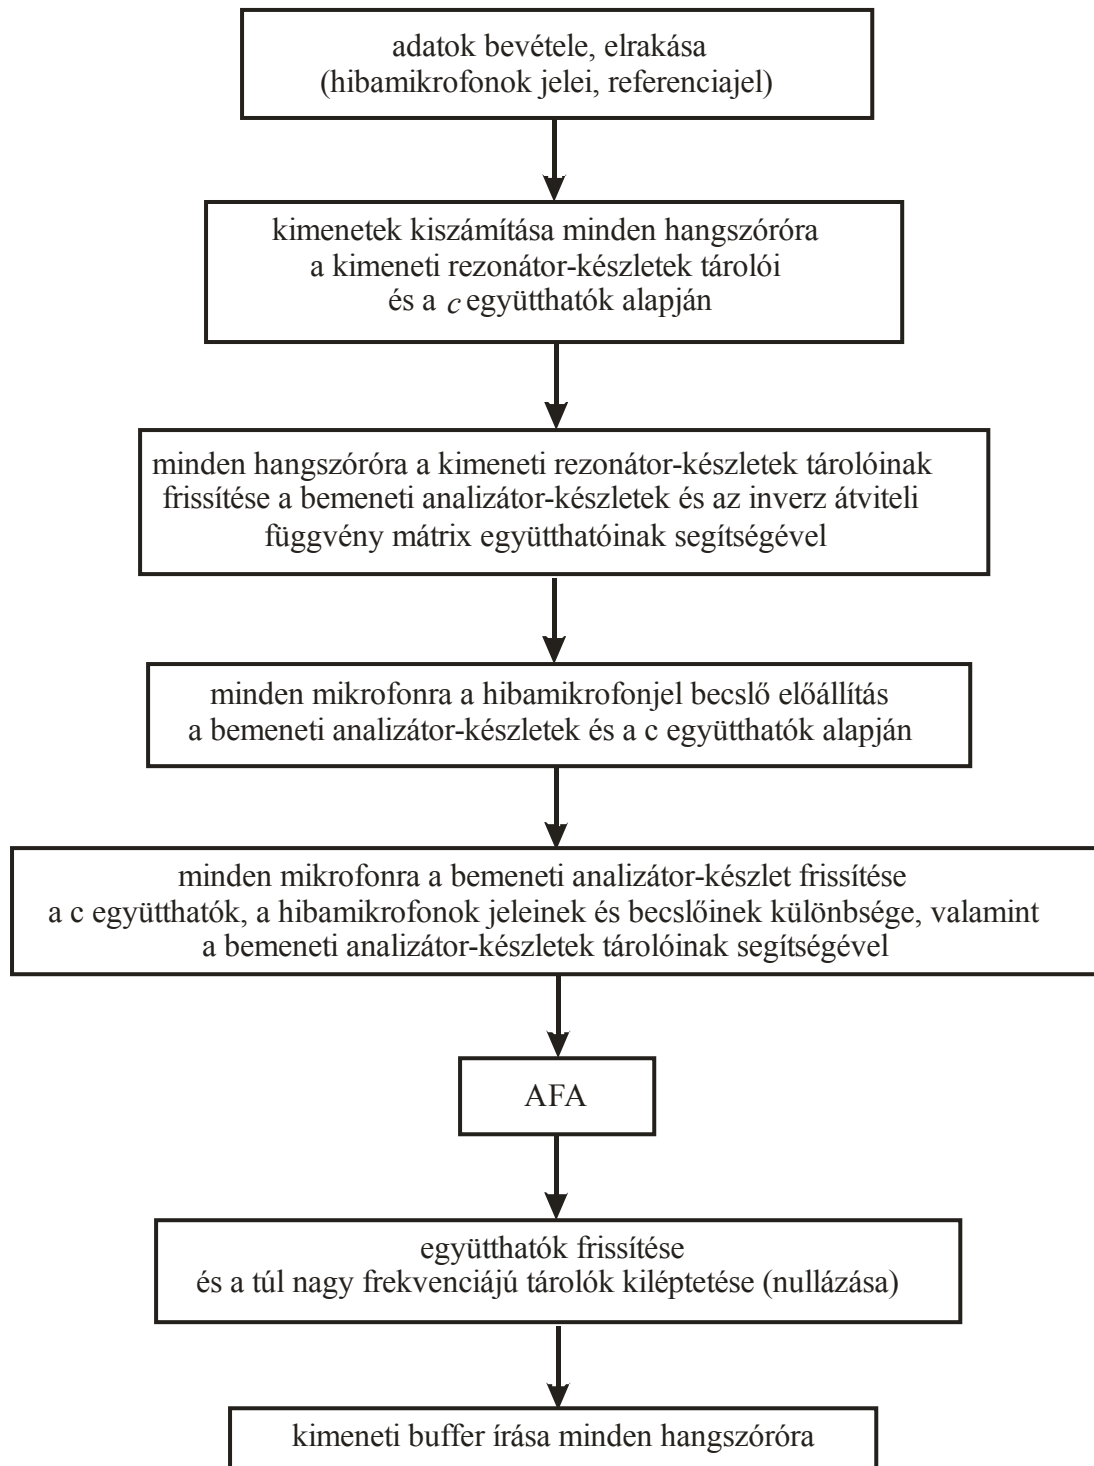 adatok bevétele, elrakása
(hibamikrofonok jelei, referenciajel)
kimenetek kiszámítása minden hangszóróra
a kimeneti rezonátor-készletek tárolói
és a c együtthatók alapján
minden hangszóróra a kimeneti rezonátor-készletek tárolóinak
frissítése a bemeneti analizátor-készletek és az inverz átviteli
függvény mátrix együtthatóinak segítségével
minden mikrofonra a hibamikrofonjel becslő előállítás
a bemeneti analizátor-készletek és a c együtthatók alapján
minden mikrofonra a bemeneti analizátor-készlet frissítése
a c együtthatók, a hibamikrofonok jeleinek és becslőinek különbsége, valamint
a bemeneti analizátor-készletek tárolóinak segítségével
AFA
együtthatók frissítése
és a túl nagy frekvenciájú tárolók kiléptetése (nullázása)
kimeneti buffer írása minden hangszóróra